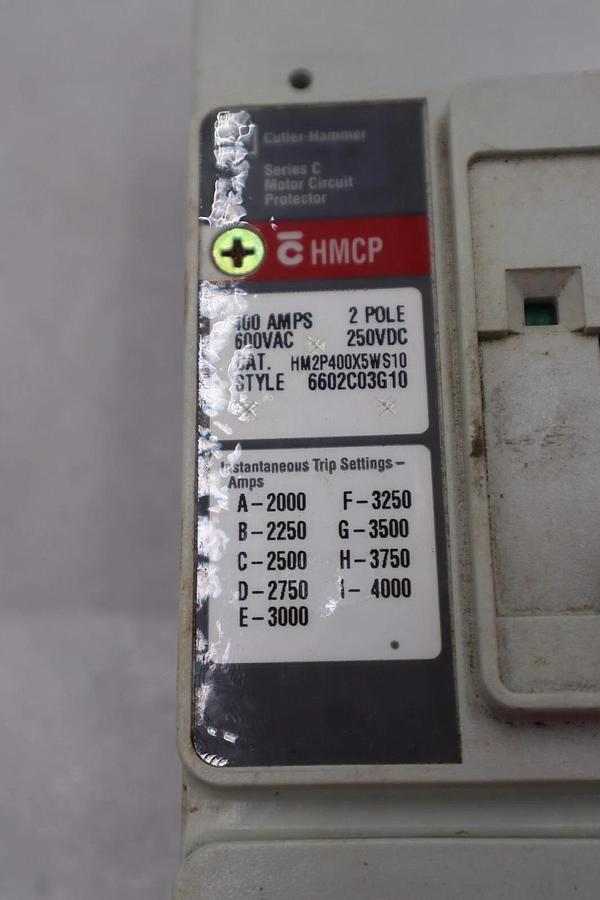 Cutler-Hammer
Series C
Motor Circuit
Protector
C HMCP
400 AMPS 2 POLE
600VAC 250VDC
CAT. HM2P400X5WS10
STYLE 6602C03G10
Instantaneous Trip Settings–
Amps
A–2000 F–3250
B–2250 G–3500
C–2500 H–3750
D–2750 I– 4000
E–3000